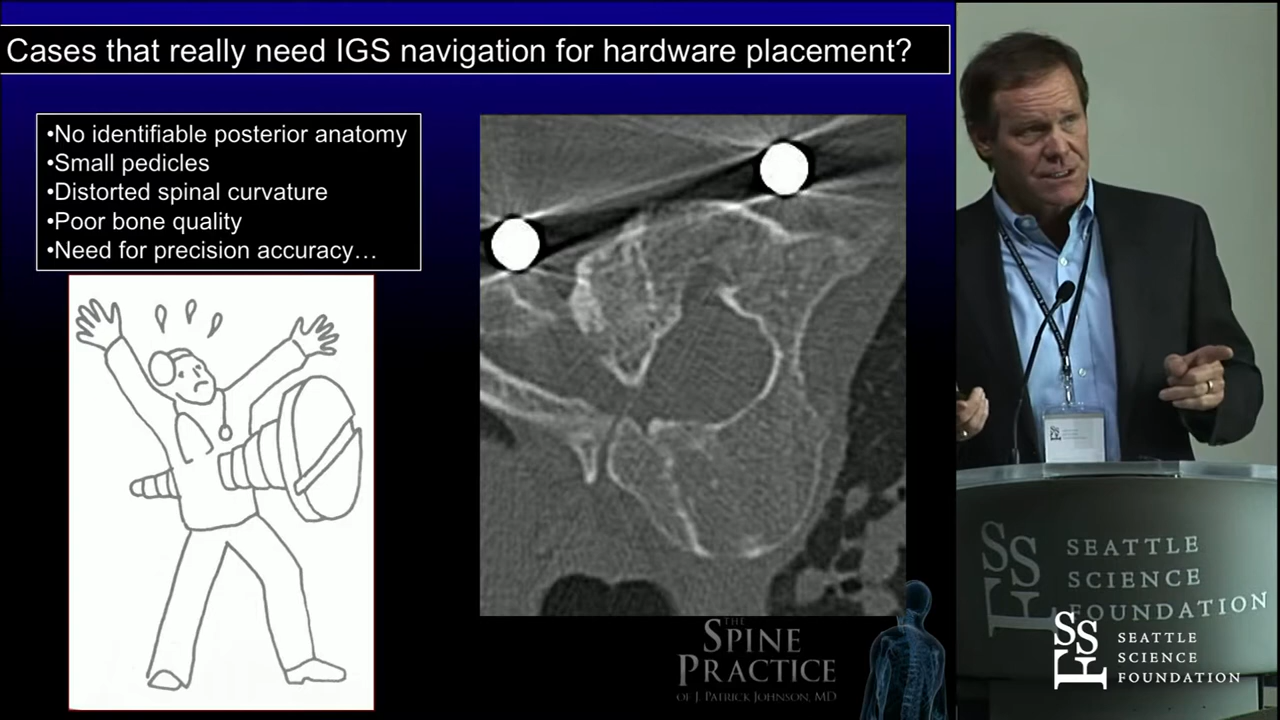 Cases that really need IGS navigation for hardware placement?
•No identifiable posterior anatomy
•Small pedicles
•Distorted spinal curvature
•Poor bone quality
•Need for precision accuracy…
THE
SPINE
PRACTICE
OF J. PATRICK JOHNSON, MD
SSF
SEATTLE
SCIENCE
FOUNDATION
SSF
SEATTLE
SCIENCE
FOUNDATION